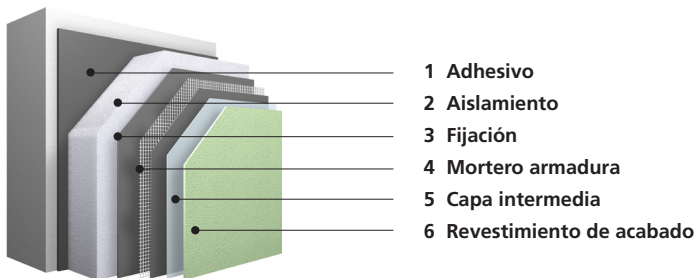 1 Adhesivo
2 Aislamiento
3 Fijación
4 Mortero armadura
5 Capa intermedia
6 Revestimiento de acabado